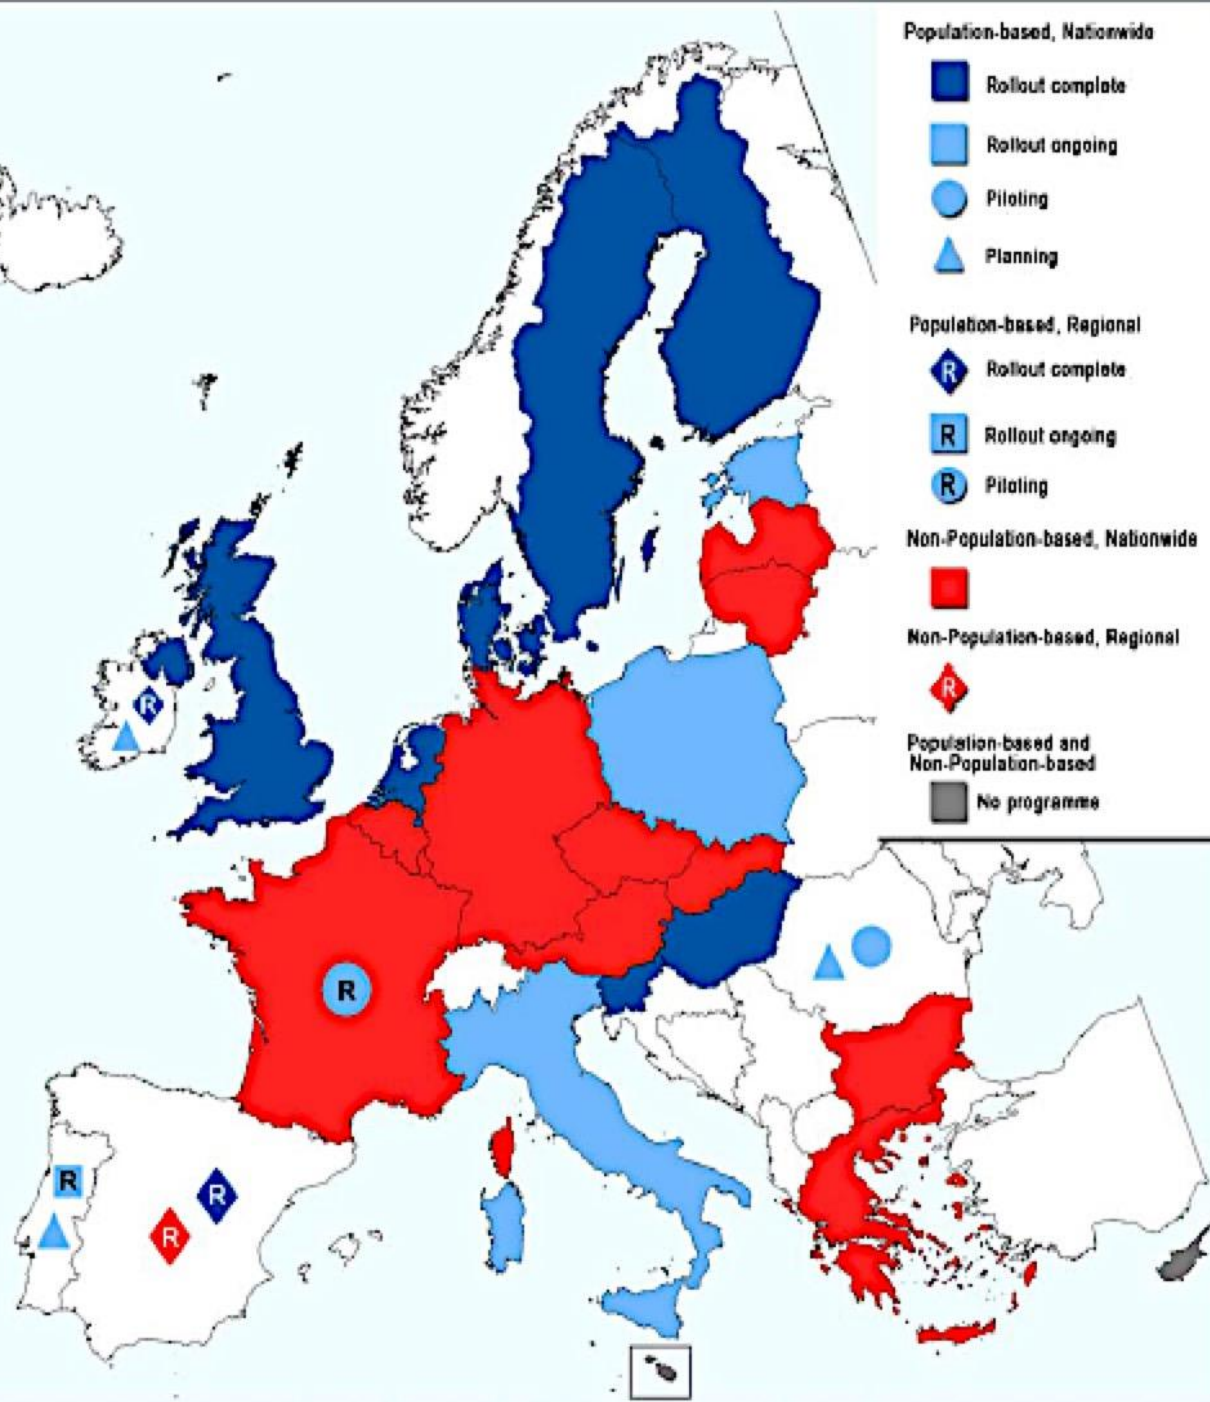 Population-based, Nationwide
Rollout complete
Rollout ongoing
Piloting
Planning
Population-based, Regional
R Rollout complete
R Rollout ongoing
R Piloting
Non-Population-based, Nationwide
Non-Population-based, Regional
R
Population-based and
Non-Population-based
No programme
R
R
R
R
R